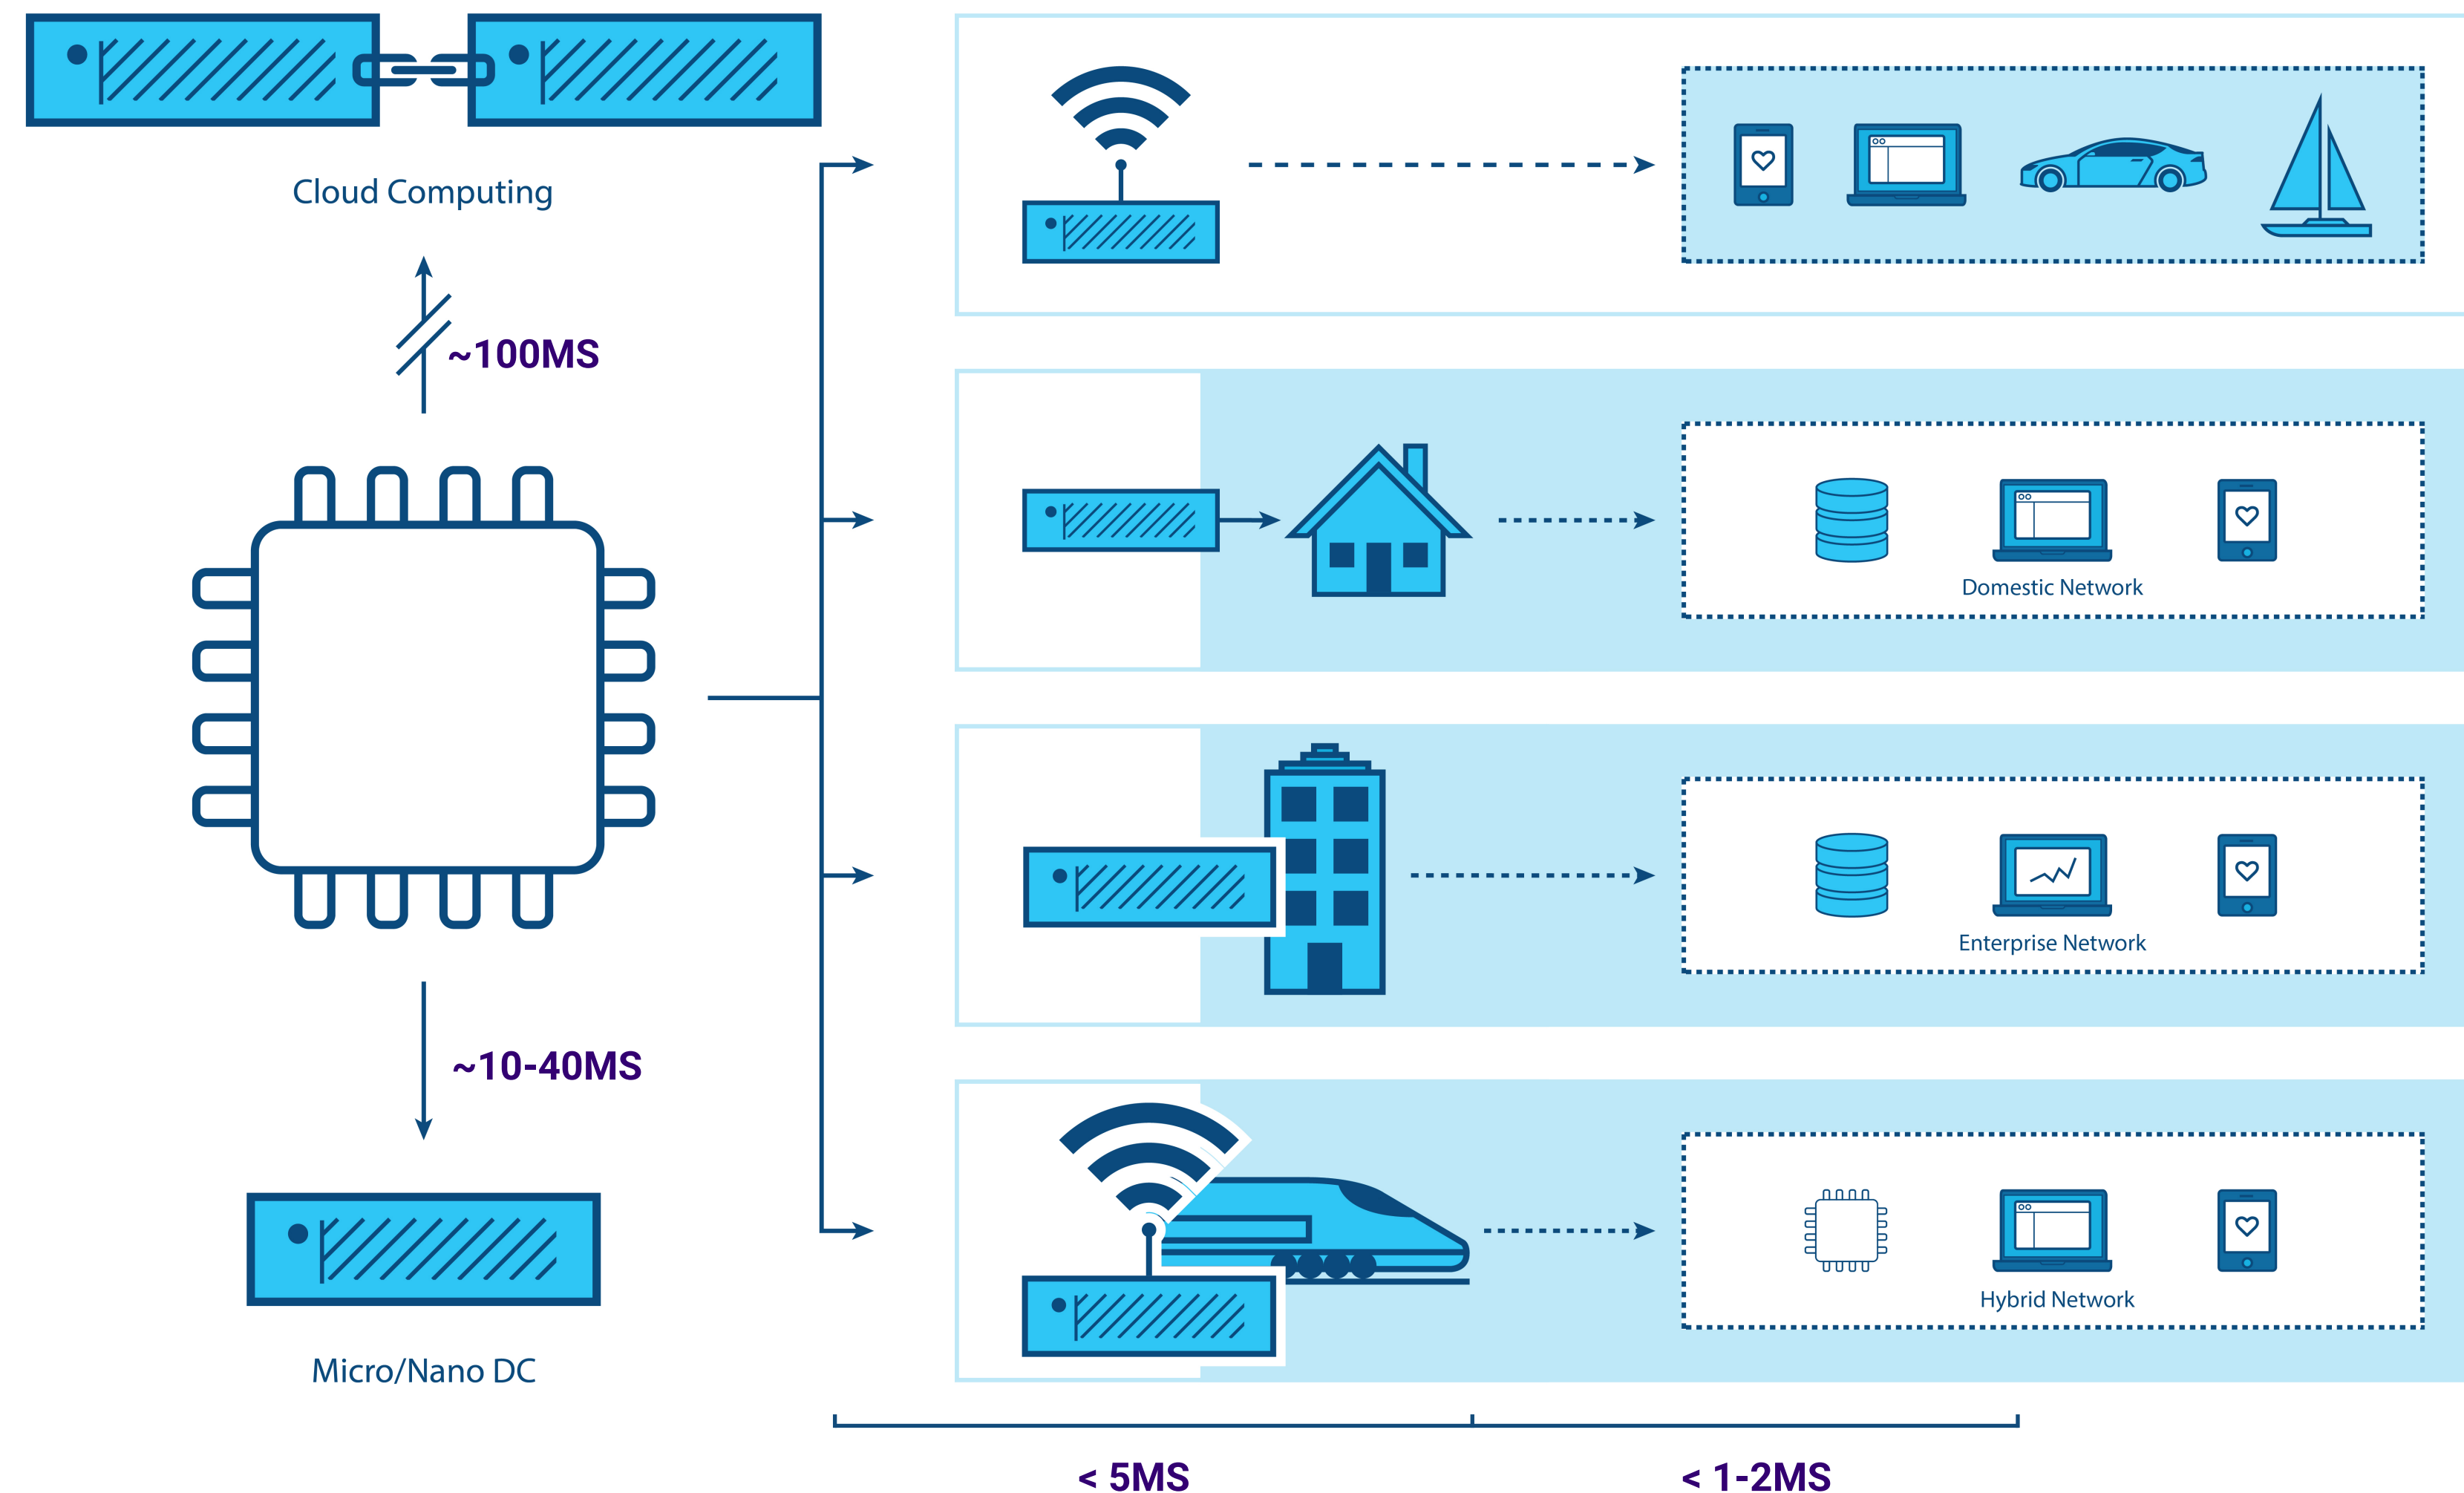 Cloud Computing
~100MS
Domestic Network
Enterprise Network
~10-40MS
Hybrid Network
Micro/Nano DC
< 5MS
< 1-2MS